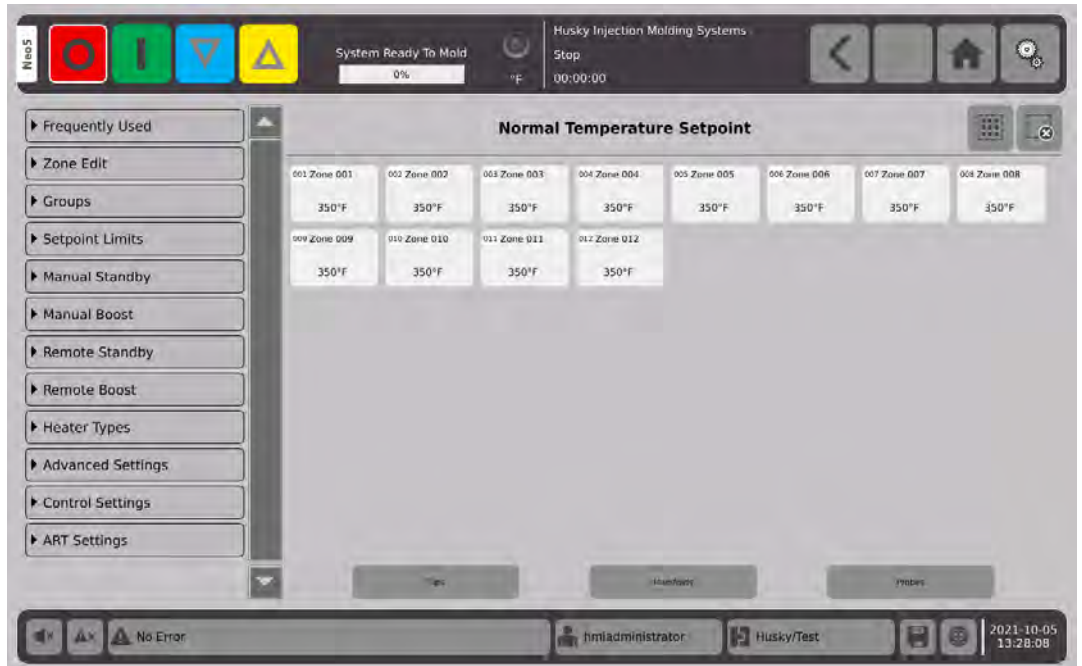 Neo5
System Ready To Mold
0%
°F
Husky Injection Molding Systems
Stop
00:00:00
Frequently Used
Zone Edit
Groups
Setpoint Limits
Manual Standby
Manual Boost
Remote Standby
Remote Boost
Heater Types
Advanced Settings
Control Settings
ART Settings
Normal Temperature Setpoint
001 Zone 001 002 Zone 002 003 Zone 003 004 Zone 004 005 Zone 005 006 Zone 006 007 Zone 007 008 Zone 008
350°F 350°F 350°F 350°F 350°F 350°F 350°F 350°F
009 Zone 009 010 Zone 010 011 Zone 011 012 Zone 012
350°F 350°F 350°F 350°F
Tips Manifolds Probes
No Error
hmiadministrator
Husky/Test
2021-10-05
13:28:08